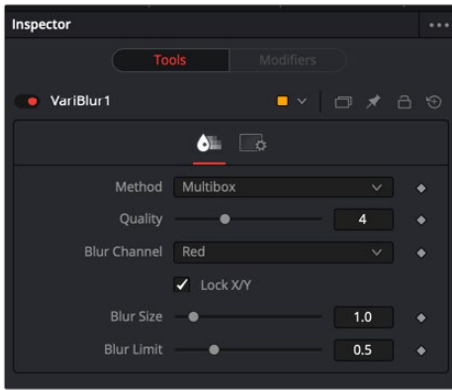 Inspector
Tools Modifiers
VariBlur1
Method Multibox
Quality 4
Blur Channel Red
Lock X/Y
Blur Size 1.0
Blur Limit 0.5